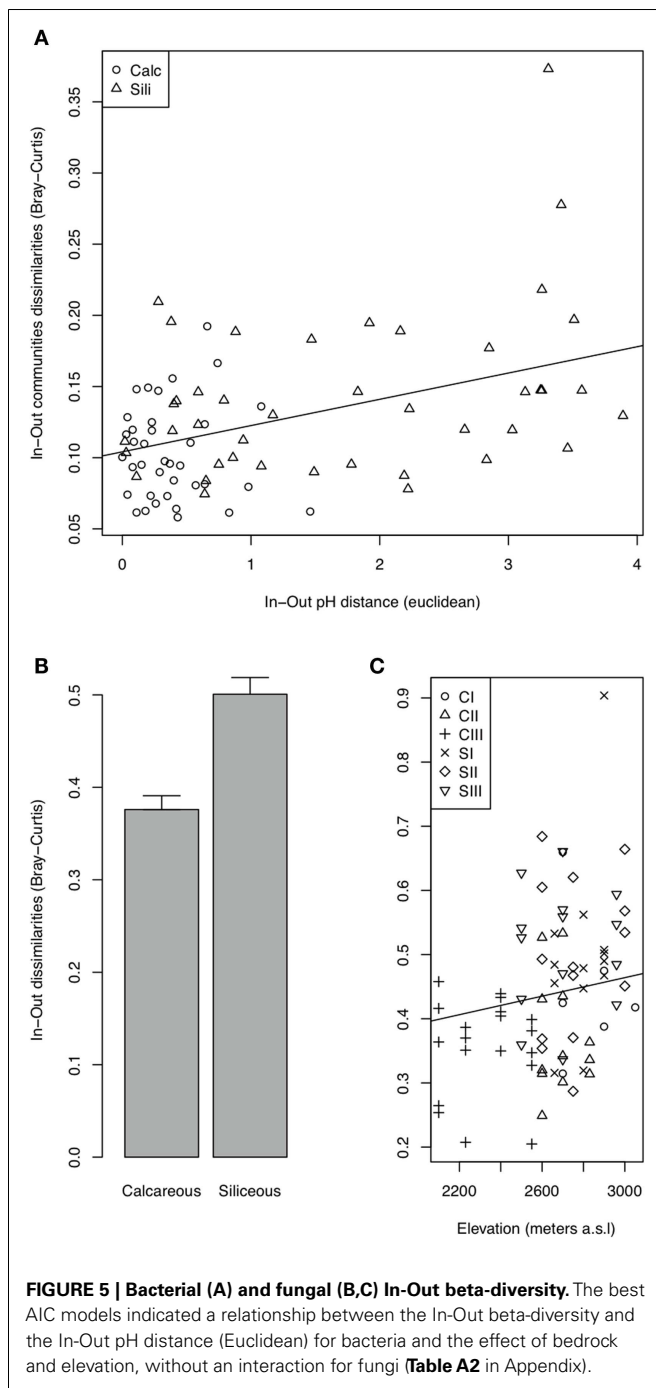 A
Calc
Sili
In−Out communities dissimilarities (Bray−Curtis)
0.35
0.30
0.25
0.20
0.15
0.10
0.05
0 1 2 3 4
In−Out pH distance (euclidean)
B
In−Out dissimilarities (Bray−Curtis)
0.5
0.4
0.3
0.2
0.1
0.0
Calcareous Siliceous
C
CI
CII
CIII
SI
SII
SIII
0.9
0.8
0.7
0.6
0.5
0.4
0.3
0.2
2200 2600 3000
Elevation (meters a.s.l)
FIGURE 5 | Bacterial (A) and fungal (B,C) In-Out beta-diversity. The best
AIC models indicated a relationship between the In-Out beta-diversity and
the In-Out pH distance (Euclidean) for bacteria and the effect of bedrock
and elevation, without an interaction for fungi (Table A2 in Appendix).